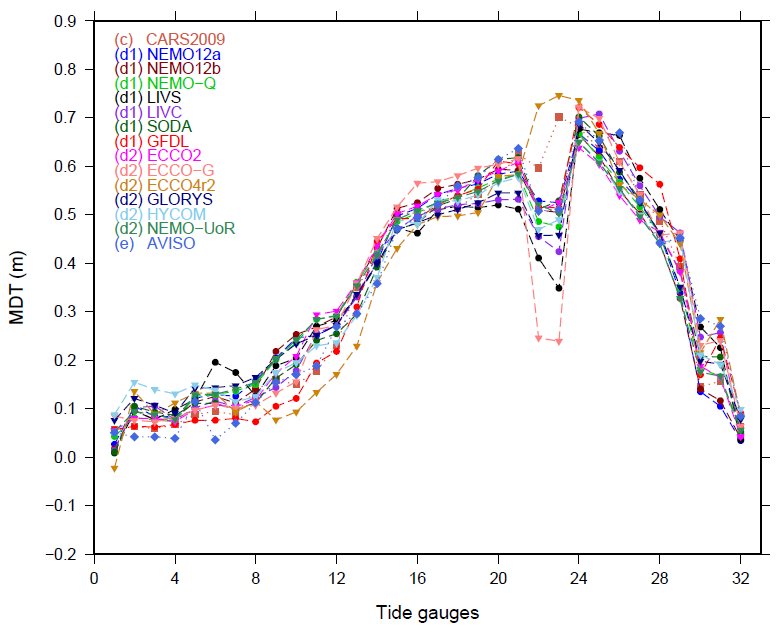 0.9
0.8
0.7
0.6
0.5
0.4
0.3
0.2
0.1
0.0
−0.1
−0.2
MDT (m)
(c) CARS2009
(d1) NEMO12a
(d1) NEMO12b
(d1) NEMO−Q
(d1) LIVS
(d1) LIVC
(d1) SODA
(d1) GFDL
(d2) ECCO2
(d2) ECCO−G
(d2) ECCO4r2
(d2) GLORYS
(d2) HYCOM
(d2) NEMO−UoR
(e) AVISO
0 4 8 12 16 20 24 28 32
Tide gauges